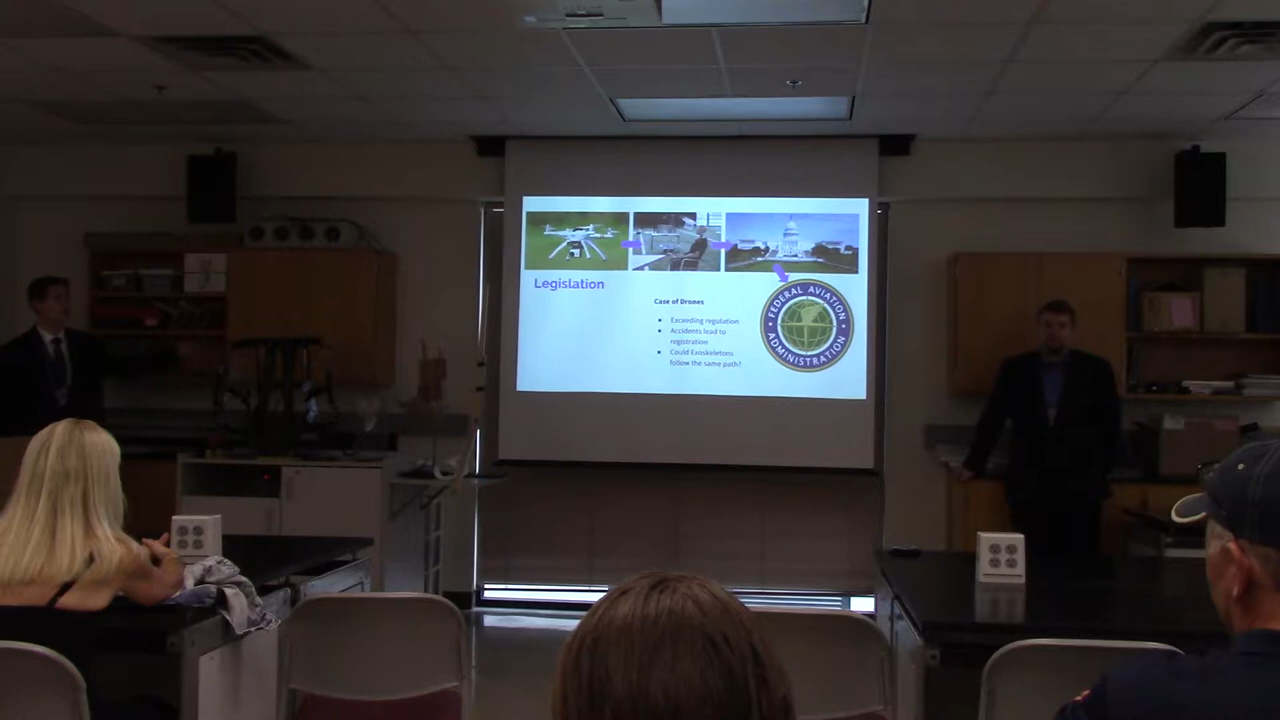 Legislation
Case of Drones
Exceeding regulation
Accidents lead to
registration
Could Exoskeletons
follow the same path?
FEDERAL AVIATION
ADMINISTRATION